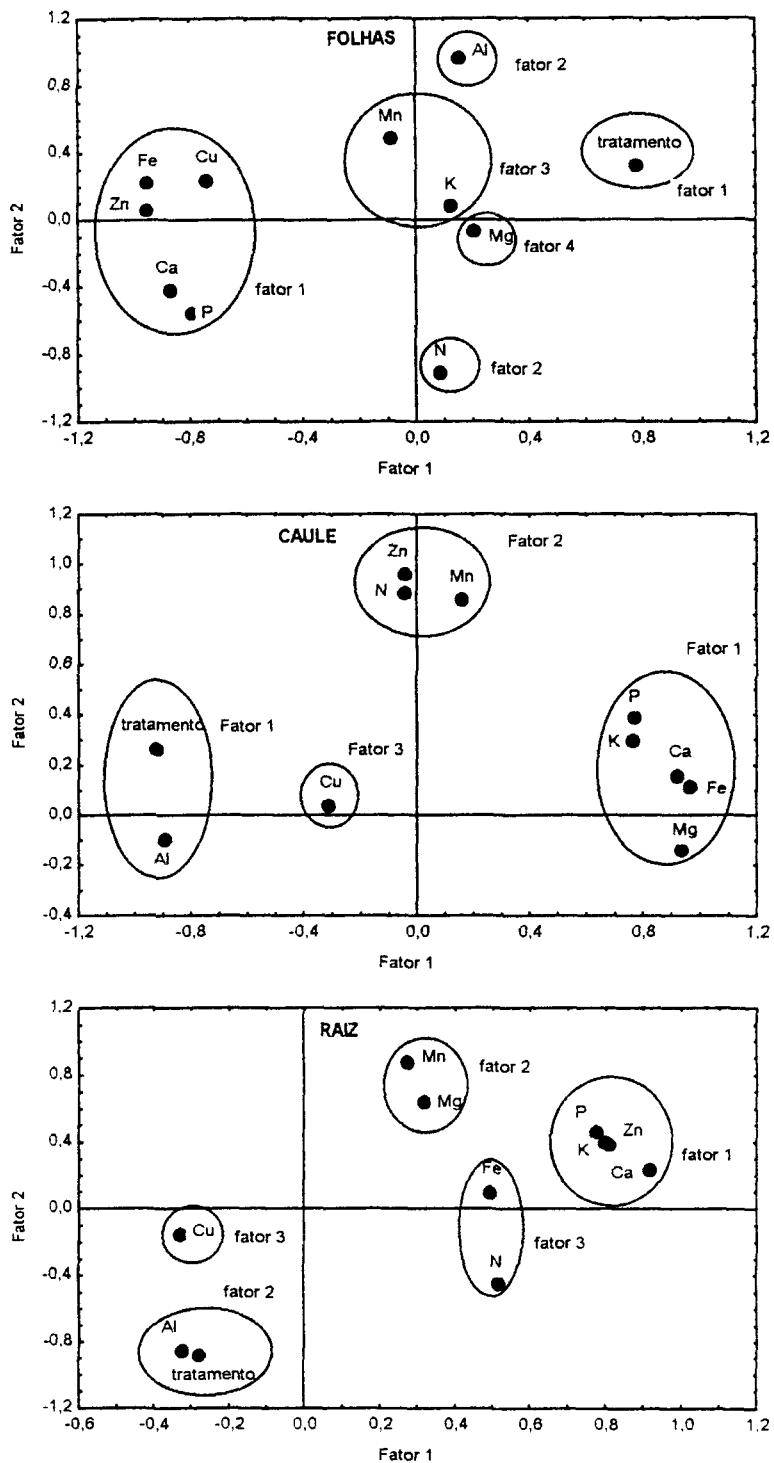 FOLHAS
1,2
0,8
0,4
0,0
-0,4
-0,8
-1,2
Fator 2
Al
fator 2
Mn
Fe
Cu
Zn
tratamento
fator 3
K
fator 1
Mg
fator 4
Ca
P
fator 1
N
fator 2
-1,2
-0,8
-0,4
0,0
0,4
0,8
1,2
Fator 1
CAULE
1,2
1,0
0,8
0,6
0,4
0,2
0,0
-0,2
-0,4
Fator 2
Zn
N
Mn
Fator 2
Fator 1
P
K
tratamento
Fator 1
Fator 3
Cu
Ca
Fe
Al
Mg
-1,2
-0,8
-0,4
0,0
0,4
0,8
1,2
Fator 1
RAIZ
1,2
0,8
0,4
0,0
-0,4
-0,8
-1,2
Fator 2
Mn
Mg
fator 2
P
K
Zn
Ca
fator 1
Fe
N
fator 3
Cu
fator 3
fator 2
Al
tratamento
-0,6
-0,4
-0,2
0,0
0,2
0,4
0,6
0,8
1,0
1,2
Fator 1